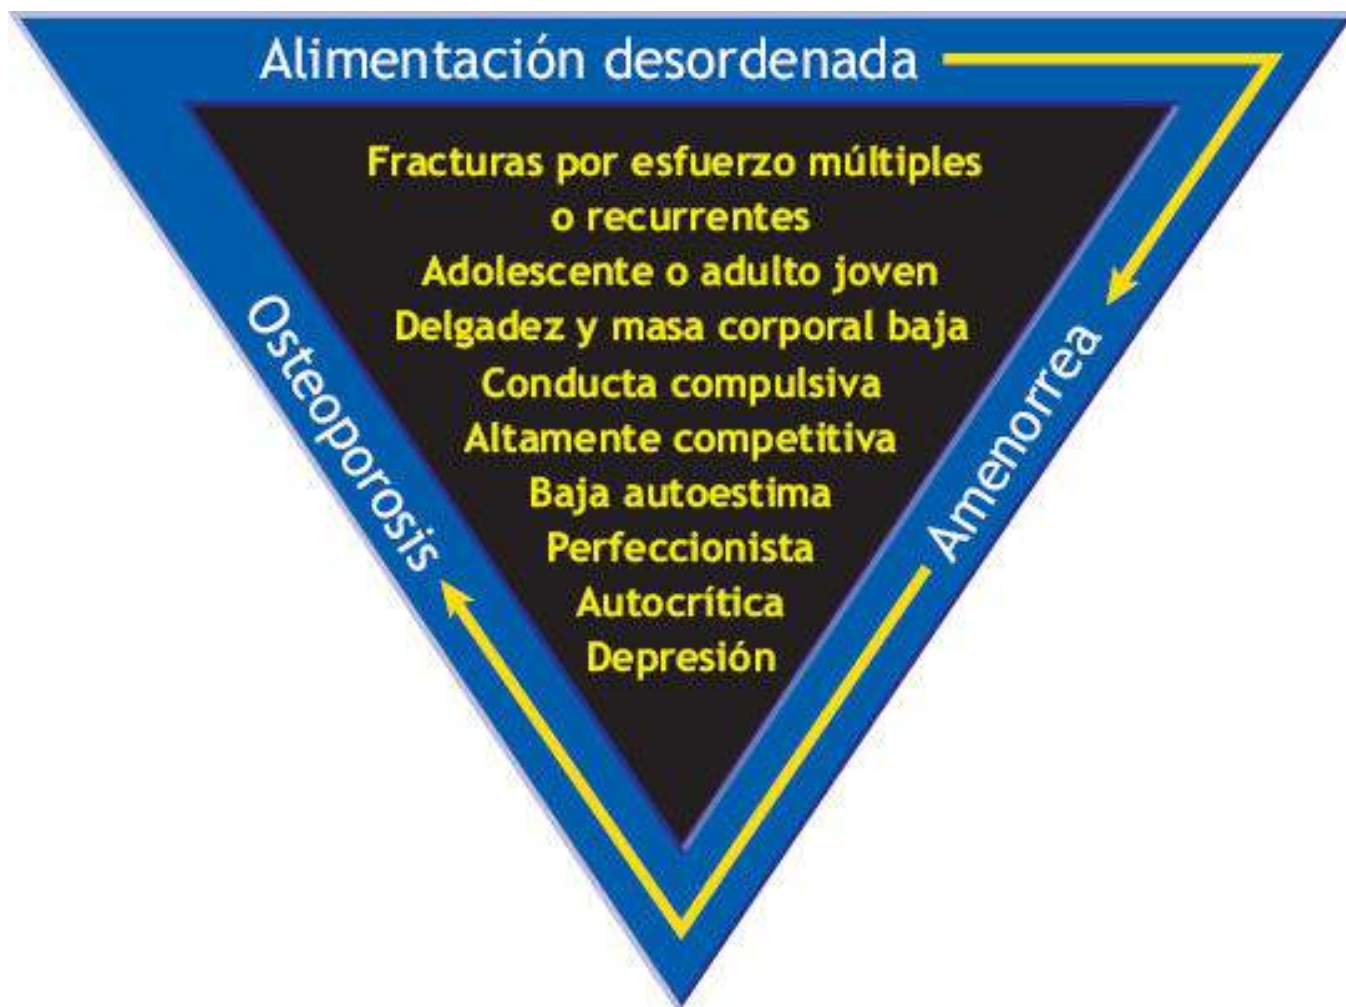 Alimentación desordenada
Fracturas por esfuerzo múltiples
o recurrentes
Adolescente o adulto joven
Delgadez y masa corporal baja
Conducta compulsiva
Altamente competitiva
Baja autoestima
Perfeccionista
Autocrítica
Depresión
Osteoporosis
Amenorrea